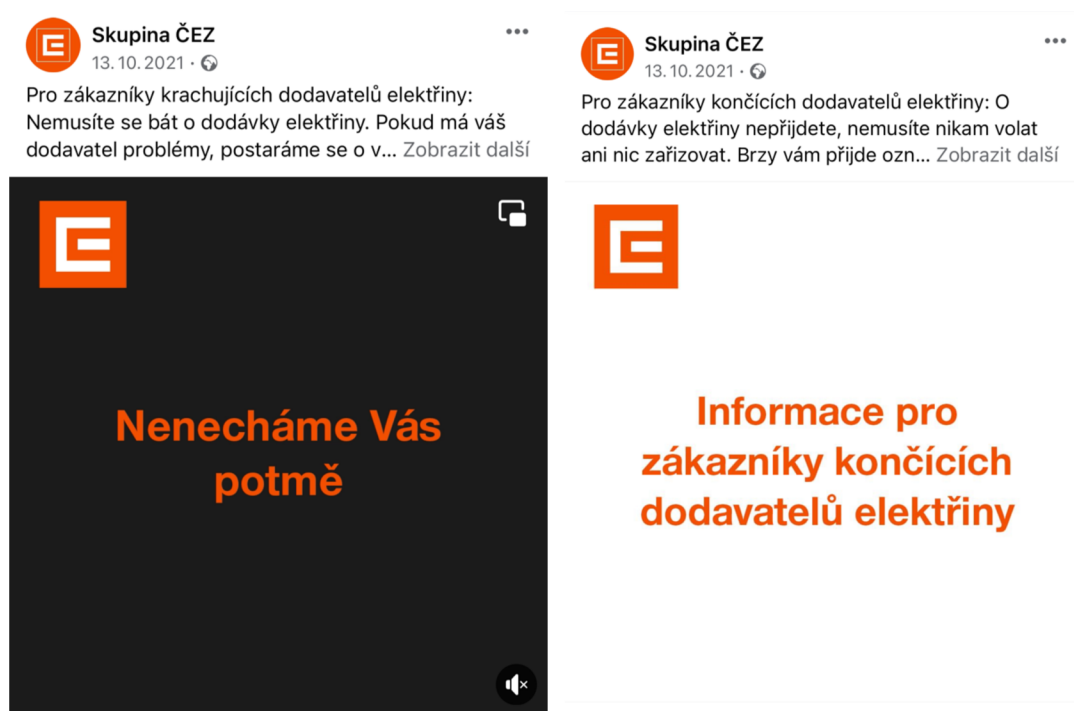 Skupina ČEZ
13. 10. 2021 ·
Pro zákazníky krachujících dodavatelů elektřiny:
Nemusíte se bát o dodávky elektřiny. Pokud má váš
dodavatel problémy, postaráme se o v... Zobrazit další
Nenecháme Vás
potmě
Skupina ČEZ
13. 10. 2021 ·
Pro zákazníky končících dodavatelů elektřiny: O
dodávky elektřiny nepřijdete, nemusíte nikam volat
ani nic zařizovat. Brzy vám přijde ozn... Zobrazit další
Informace pro
zákazníky končících
dodavatelů elektřiny